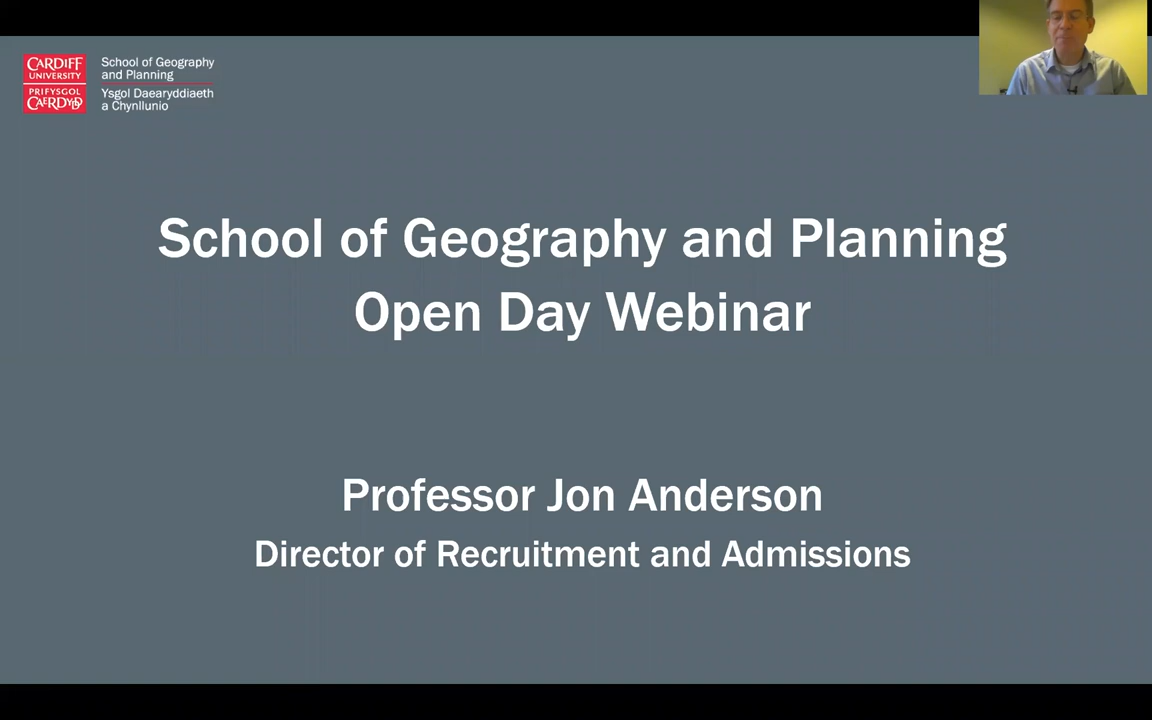 CARDIFF
UNIVERSITY
PRIFYSGOL
CAERDYDD
School of Geography
and Planning
Ysgol Daearyddiaeth
a Chynllunio
School of Geography and Planning
Open Day Webinar
Professor Jon Anderson
Director of Recruitment and Admissions